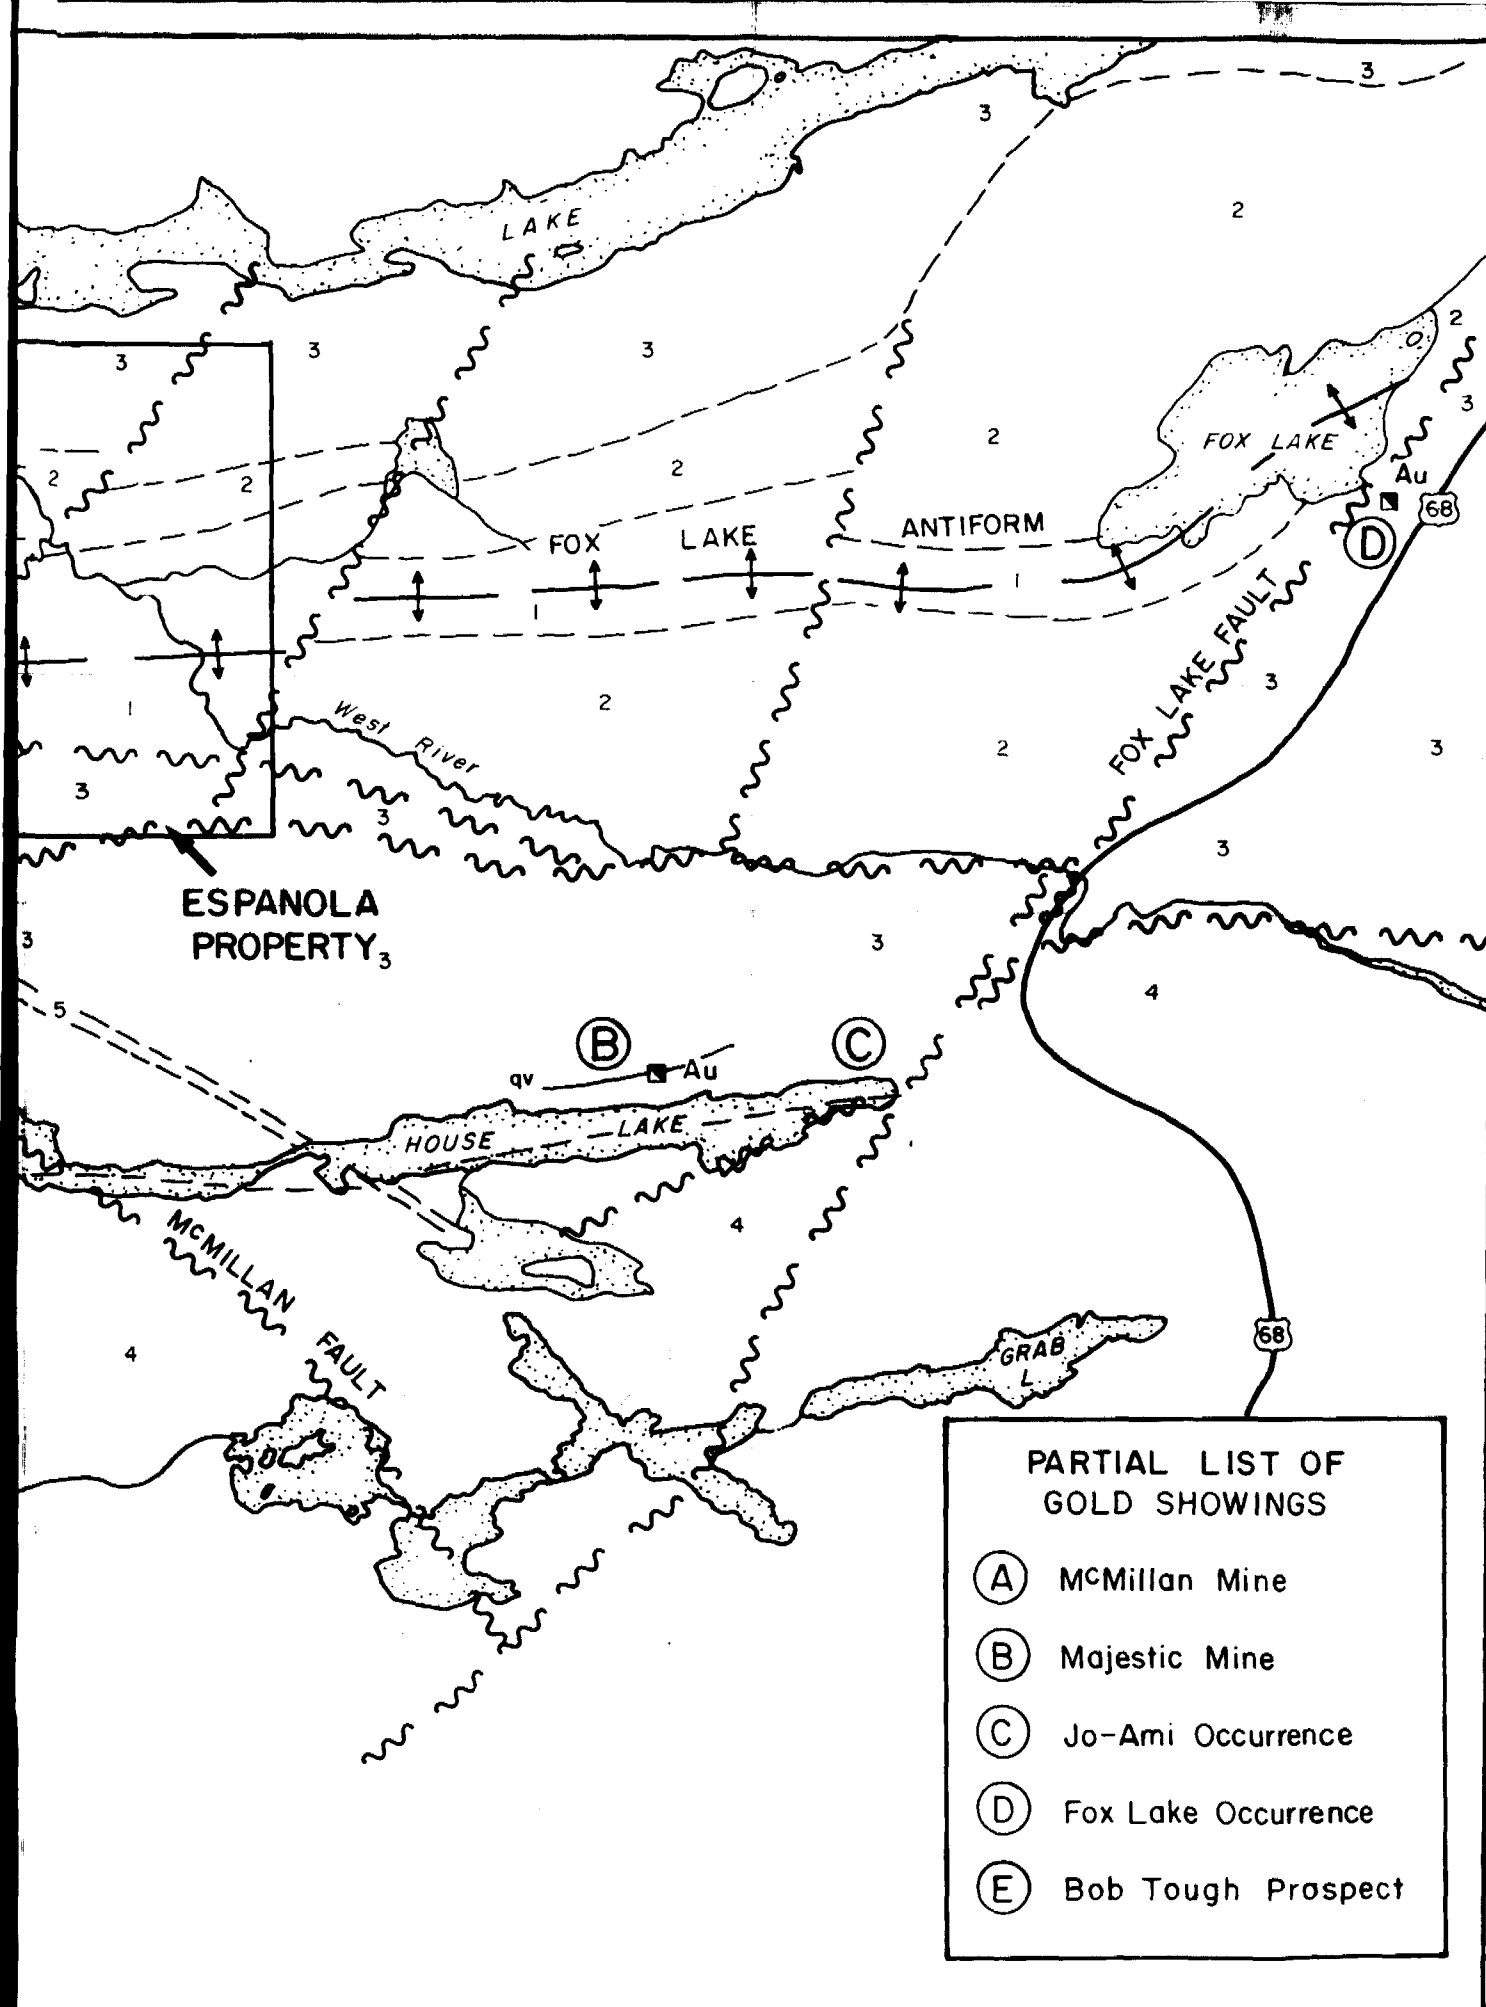 3
3
2
LAKE
2
3
3
3
3
FOX LAKE
2
2
2
2
Au
68
D
FOX LAKE ANTIFORM
1
1
1
FOX LAKE FAULT
3
2
West River
2
3
3
3
3
ESPANOLA
PROPERTY
3
3
3
4
5
B
C
qv
Au
HOUSE LAKE
4
McMILLAN FAULT
4
GRAB
L
68
PARTIAL LIST OF
GOLD SHOWINGS
A McMillan Mine
B Majestic Mine
C Jo-Ami Occurrence
D Fox Lake Occurrence
E Bob Tough Prospect